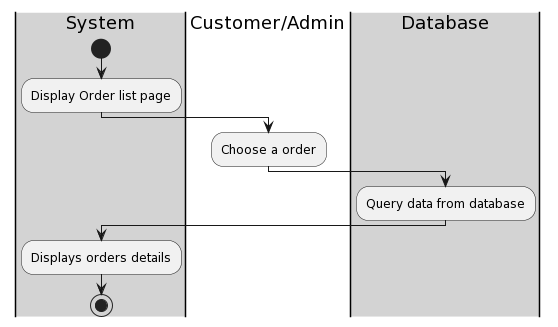 System
Customer/Admin
Database
Display Order list page
Choose a order
Query data from database
Displays orders details